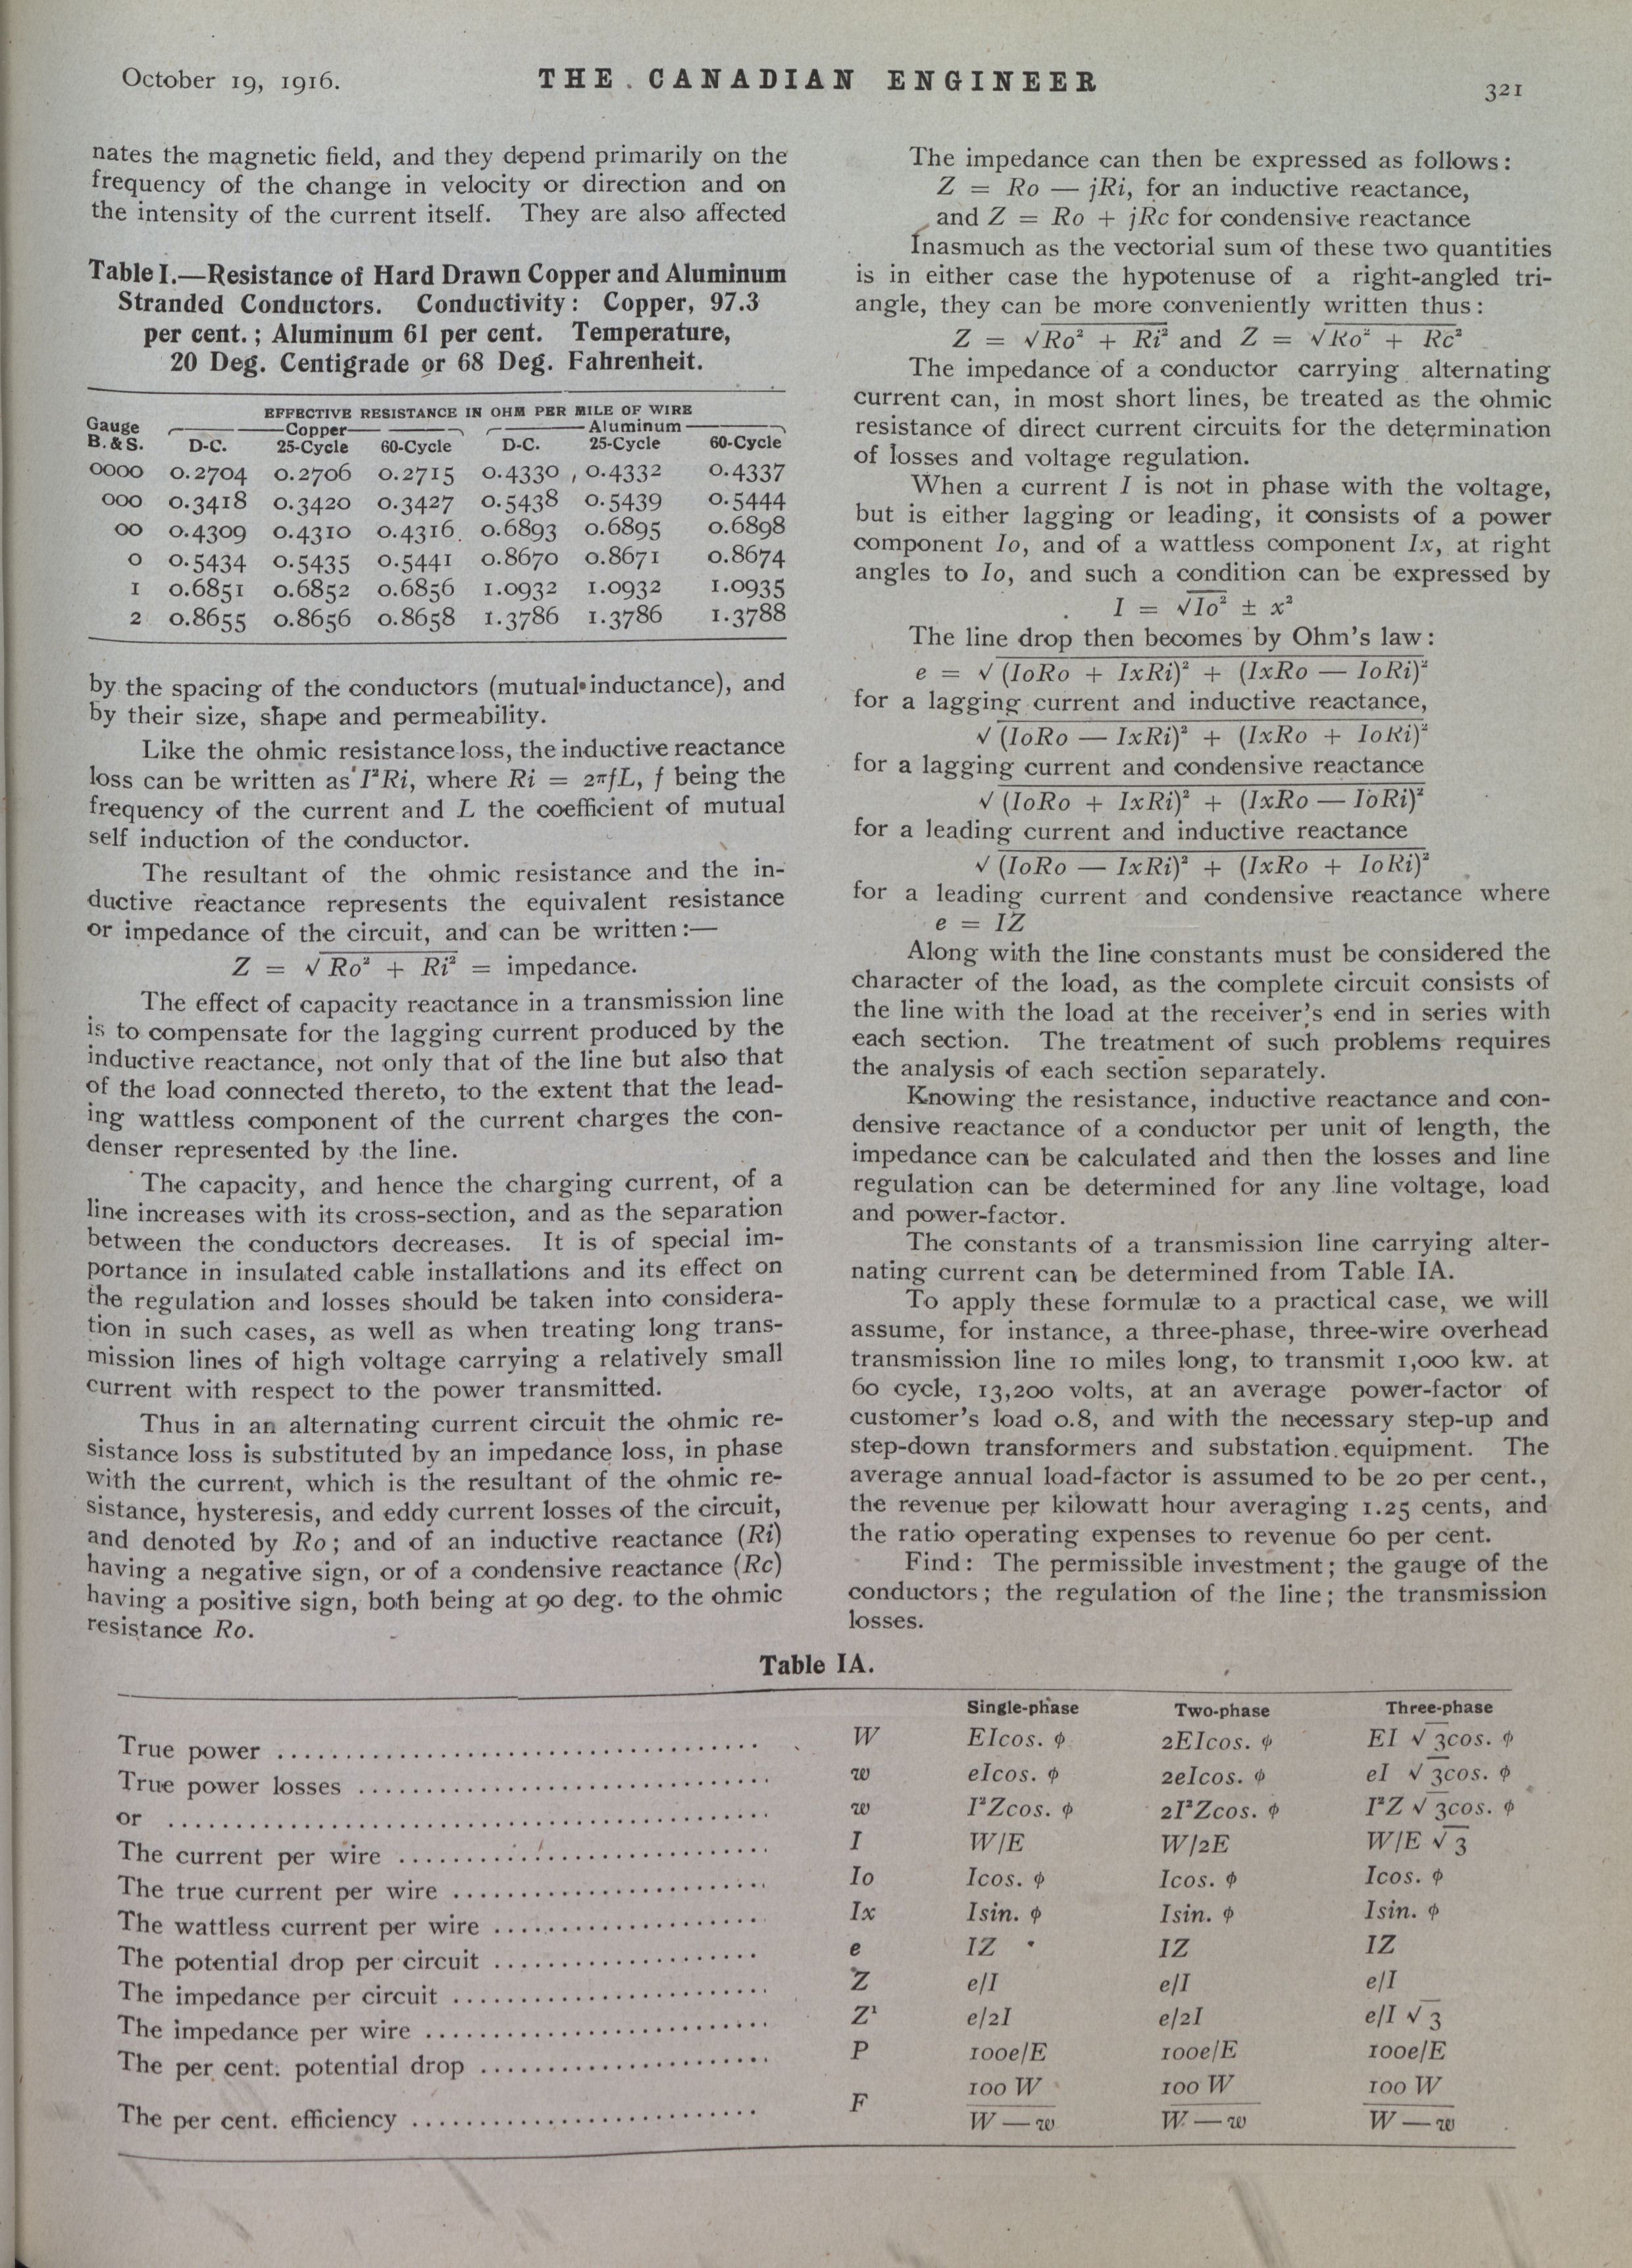 October 19, 1916.
THE CANADIAN ENGINEER
321
nates the magnetic field, and they depend primarily on the
frequency of the change in velocity or direction and on
the intensity of the current itself. They are also affected
Table I.—Resistance of Hard Drawn Copper and Aluminum
Stranded Conductors. Conductivity: Copper, 97.3
per cent.; Aluminum 61 per cent. Temperature,
20 Deg. Centigrade or 68 Deg. Fahrenheit.
EFFECTIVE RESISTANCE IN OHM PER MILE OF WIRE
Gauge Copper Aluminum
B. & S. D-C. 25-Cycle 60-Cycle D-C. 25-Cycle 60-Cycle
0000 0.2704 0.2706 0.2715 0.4330 0.4332 0.4337
000 0.3418 0.3420 0.3427 0.5438 0.5439 0.5444
00 0.4309 0.4310 0.4316 0.6893 0.6895 0.6898
0 0.5434 0.5435 0.5441 0.8670 0.8671 0.8674
1 0.6851 0.6852 0.6856 1.0932 1.0932 1.0935
2 0.8655 0.8656 0.8658 1.3786 1.3786 1.3788
by the spacing of the conductors (mutual inductance), and
by their size, shape and permeability.
Like the ohmic resistance loss, the inductive reactance
loss can be written as I²Ri, where Ri = 2πfL, f being the
frequency of the current and L the coefficient of mutual
self induction of the conductor.
The resultant of the ohmic resistance and the in-
ductive reactance represents the equivalent resistance
or impedance of the circuit, and can be written:—
Z = √Ro² + Ri² = impedance.
The effect of capacity reactance in a transmission line
is to compensate for the lagging current produced by the
inductive reactance, not only that of the line but also that
of the load connected thereto, to the extent that the lead-
ing wattless component of the current charges the con-
denser represented by the line.
The capacity, and hence the charging current, of a
line increases with its cross-section, and as the separation
between the conductors decreases. It is of special im-
portance in insulated cable installations and its effect on
the regulation and losses should be taken into considera-
tion in such cases, as well as when treating long trans-
mission lines of high voltage carrying a relatively small
current with respect to the power transmitted.
Thus in an alternating current circuit the ohmic re-
sistance loss is substituted by an impedance loss, in phase
with the current, which is the resultant of the ohmic re-
sistance, hysteresis, and eddy current losses of the circuit,
and denoted by Ro; and of an inductive reactance (Ri)
having a negative sign, or of a condensive reactance (Rc)
having a positive sign, both being at 90 deg. to the ohmic
resistance Ro.
The impedance can then be expressed as follows:
Z = Ro — jRi, for an inductive reactance,
and Z = Ro + jRc for condensive reactance
Inasmuch as the vectorial sum of these two quantities
is in either case the hypotenuse of a right-angled tri-
angle, they can be more conveniently written thus:
Z = √Ro² + Ri² and Z = √Ro² + Rc²
The impedance of a conductor carrying alternating
current can, in most short lines, be treated as the ohmic
resistance of direct current circuits for the determination
of losses and voltage regulation.
When a current I is not in phase with the voltage,
but is either lagging or leading, it consists of a power
component Io, and of a wattless component Ix, at right
angles to Io, and such a condition can be expressed by
I = √Io² ± x²
The line drop then becomes by Ohm's law:
e = √(IoRo + IxRi)² + (IxRo — IoRi)²
for a lagging current and inductive reactance,
√(IoRo — IxRi)² + (IxRo + IoRi)²
for a lagging current and condensive reactance
√(IoRo + IxRi)² + (IxRo — IoRi)²
for a leading current and inductive reactance
√(IoRo — IxRi)² + (IxRo + IoRi)²
for a leading current and condensive reactance where
e = IZ
Along with the line constants must be considered the
character of the load, as the complete circuit consists of
the line with the load at the receiver's end in series with
each section. The treatment of such problems requires
the analysis of each section separately.
Knowing the resistance, inductive reactance and con-
densive reactance of a conductor per unit of length, the
impedance can be calculated and then the losses and line
regulation can be determined for any line voltage, load
and power-factor.
The constants of a transmission line carrying alter-
nating current can be determined from Table IA.
To apply these formulæ to a practical case, we will
assume, for instance, a three-phase, three-wire overhead
transmission line 10 miles long, to transmit 1,000 kw. at
60 cycle, 13,200 volts, at an average power-factor of
customer's load 0.8, and with the necessary step-up and
step-down transformers and substation equipment. The
average annual load-factor is assumed to be 20 per cent.,
the revenue per kilowatt hour averaging 1.25 cents, and
the ratio operating expenses to revenue 60 per cent.
Find: The permissible investment; the gauge of the
conductors; the regulation of the line; the transmission
losses.
Table IA.
Single-phase Two-phase Three-phase
True power W EIcos. φ 2EIcos. φ EI √3cos. φ
True power losses w eIcos. φ 2eIcos. φ eI √3cos. φ
or w I²Zcos. φ 2I²Zcos. φ I²Z √3cos. φ
The current per wire I W/E W/2E W/E √3
The true current per wire Io Icos. φ Icos. φ Icos. φ
The wattless current per wire Ix Isin. φ Isin. φ Isin. φ
The potential drop per circuit e IZ IZ IZ
The impedance per circuit Z e/I e/I e/I
The impedance per wire Z¹ e/2I e/2I e/I √3
The per cent. potential drop P 100e/E 100e/E 100e/E
100 W 100 W 100 W
The per cent. efficiency F
W — w W — w W — w